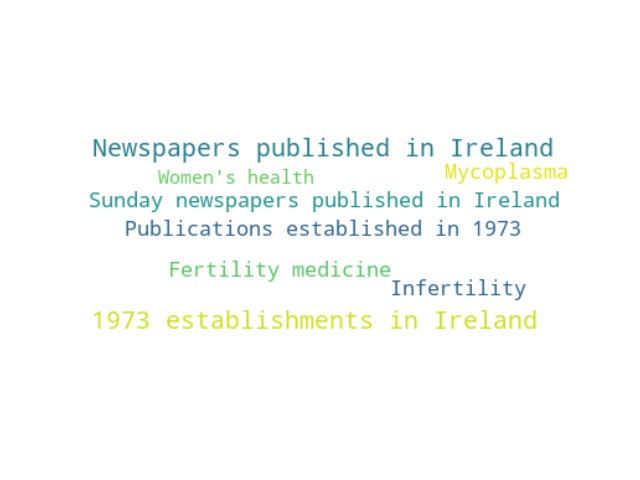 Newspapers published in Ireland
Mycoplasma
Women's health
Sunday newspapers published in Ireland
Publications established in 1973
Fertility medicine
Infertility
1973 establishments in Ireland